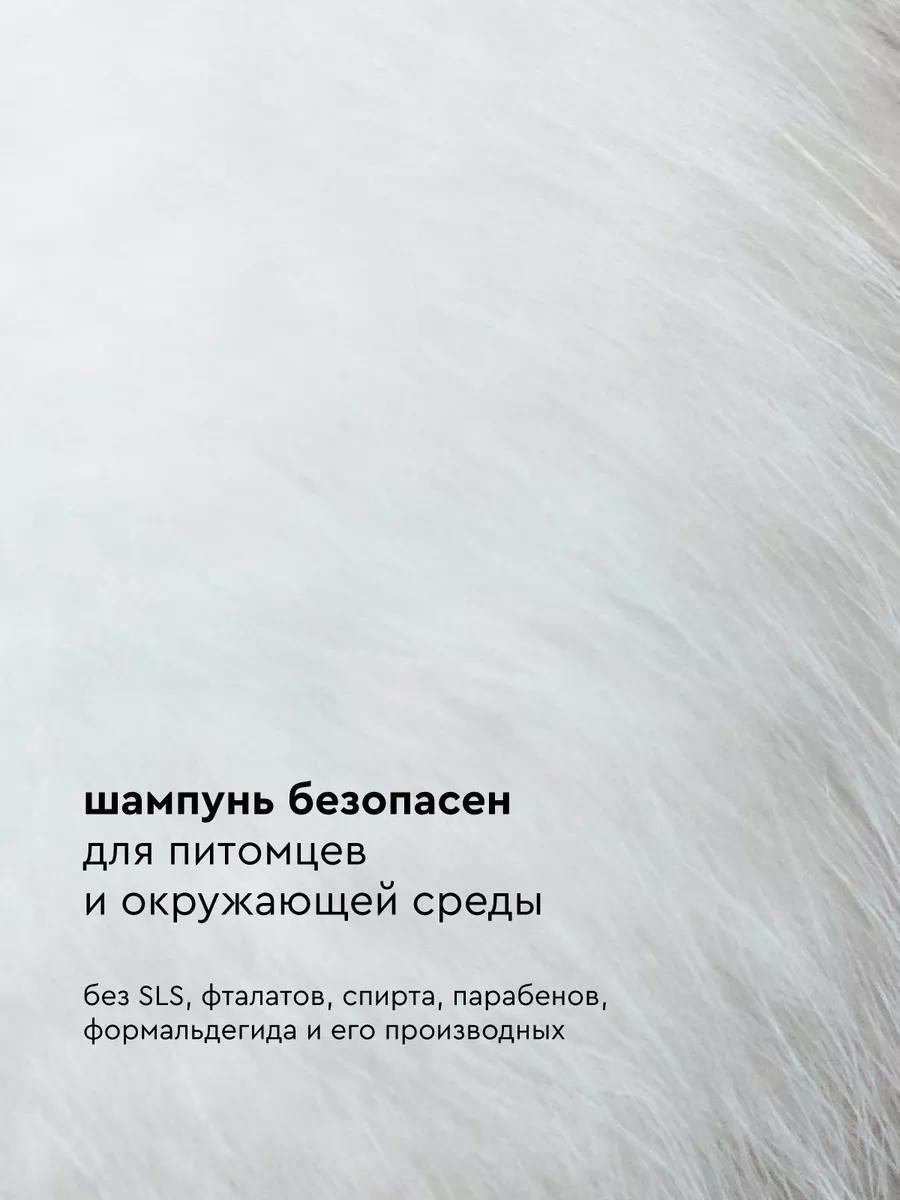 шампунь безопасен
для питомцев
и окружающей среды
без SLS, фталатов, спирта, парабенов,
формальдегида и его производных